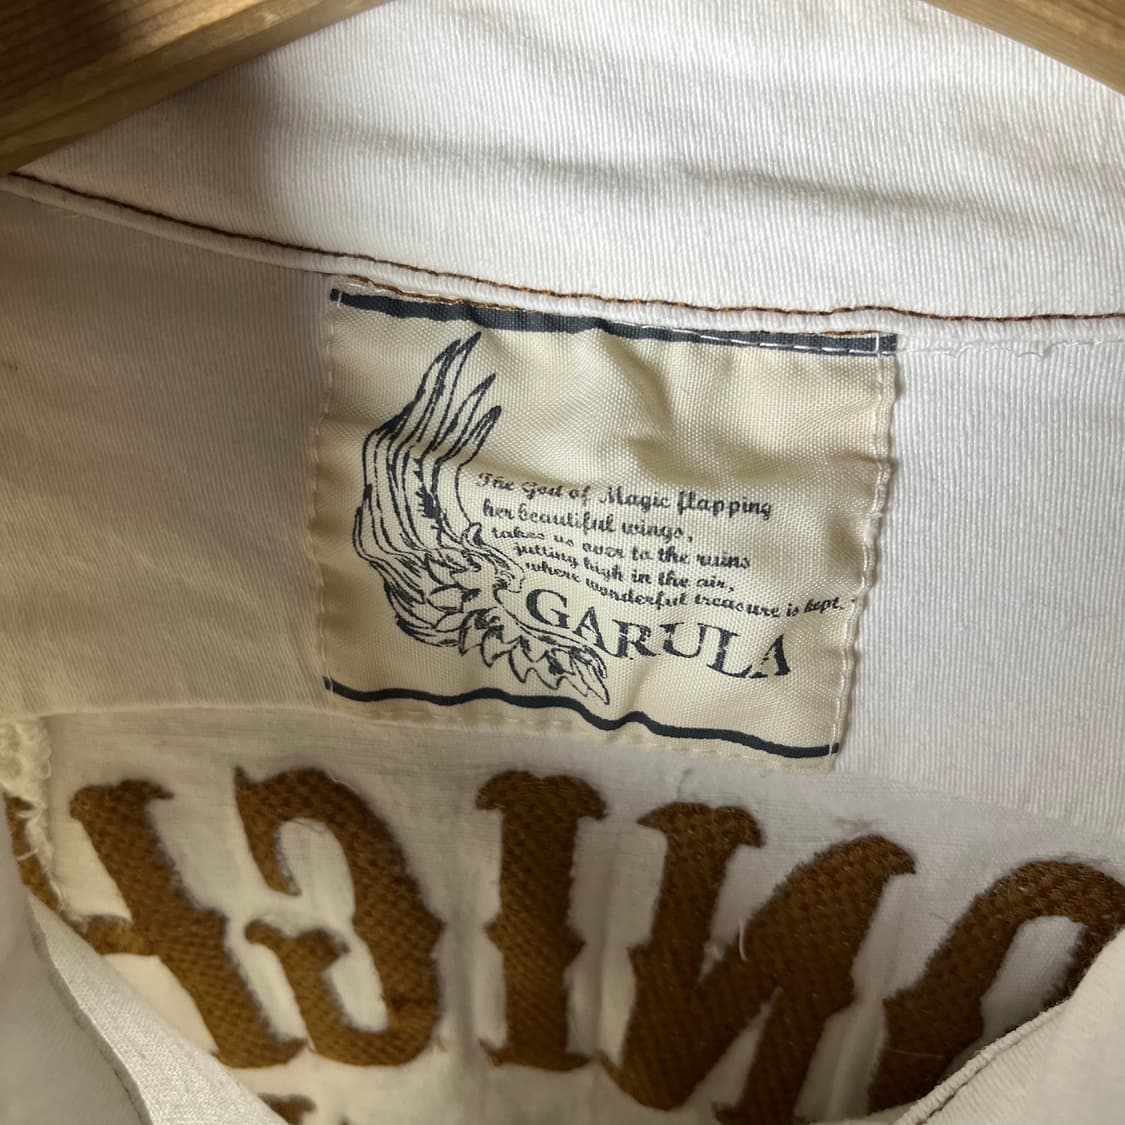 The God of Magic flapping
her beautiful wings,
takes us over to the ruins
jutting high in the air,
where wonderful treasure is kept.
GARULA